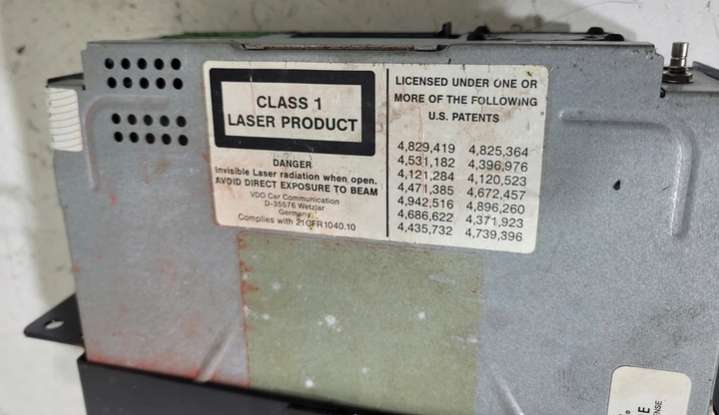 CLASS 1
LASER PRODUCT
DANGER
Invisible Laser radiation when open.
AVOID DIRECT EXPOSURE TO BEAM
VDO Car Communication
D-35576 Wetzlar
Germany
Complies with 21CFR1040.10
LICENSED UNDER ONE OR
MORE OF THE FOLLOWING
U.S. PATENTS
4,829,419 4,825,364
4,531,182 4,396,976
4,121,284 4,120,523
4,471,385 4,672,457
4,942,516 4,896,260
4,686,622 4,371,923
4,435,732 4,739,396